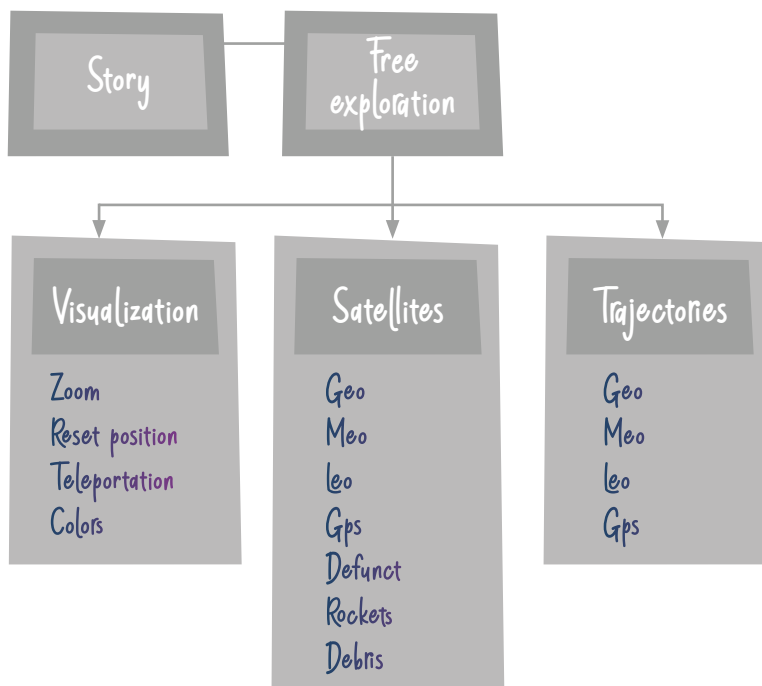 Story
Free
exploration
Visualization
Zoom
Reset position
Teleportation
Colors
Satellites
Geo
Meo
Leo
Gps
Defunct
Rockets
Debris
Trajectories
Geo
Meo
Leo
Gps